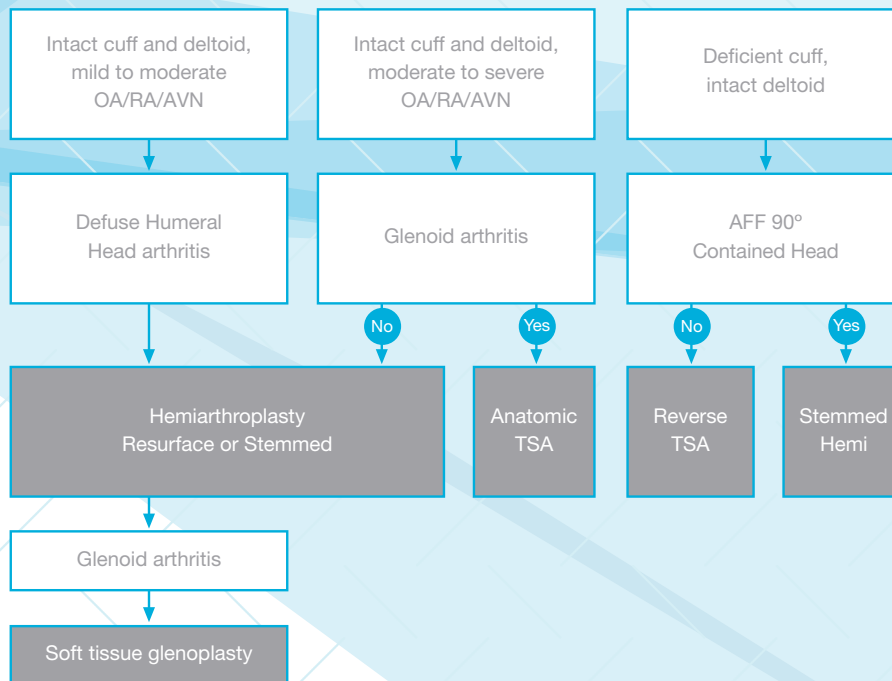 Intact cuff and deltoid,
mild to moderate
OA/RA/AVN
Intact cuff and deltoid,
moderate to severe
OA/RA/AVN
Deficient cuff,
intact deltoid
Defuse Humeral
Head arthritis
Glenoid arthritis
AFF 90º
Contained Head
No
Yes
No
Yes
Hemiarthroplasty
Resurface or Stemmed
Anatomic
TSA
Reverse
TSA
Stemmed
Hemi
Glenoid arthritis
Soft tissue glenoplasty